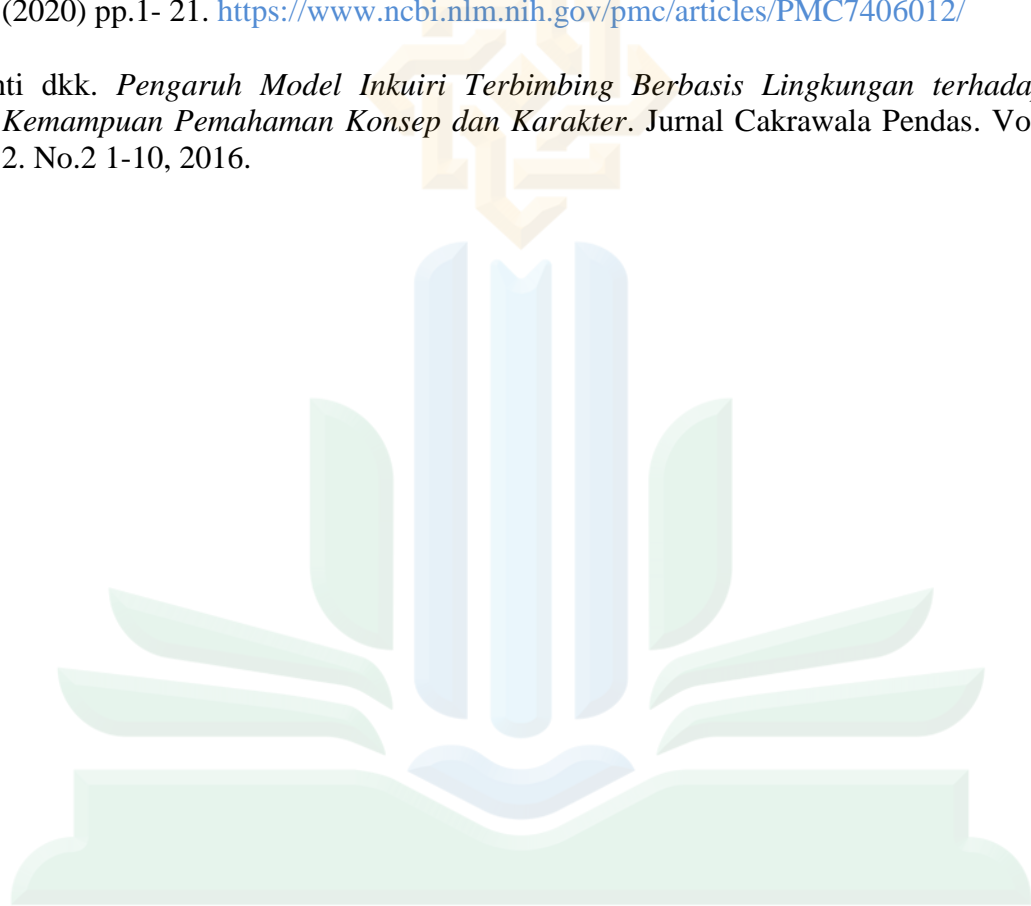 (2020) pp.1- 21. https://www.ncbi.nlm.nih.gov/pmc/articles/PMC7406012/
nti dkk. Pengaruh Model Inkuiri Terbimbing Berbasis Lingkungan terhada
Kemampuan Pemahaman Konsep dan Karakter. Jurnal Cakrawala Pendas. Vo
2. No.2 1-10, 2016.